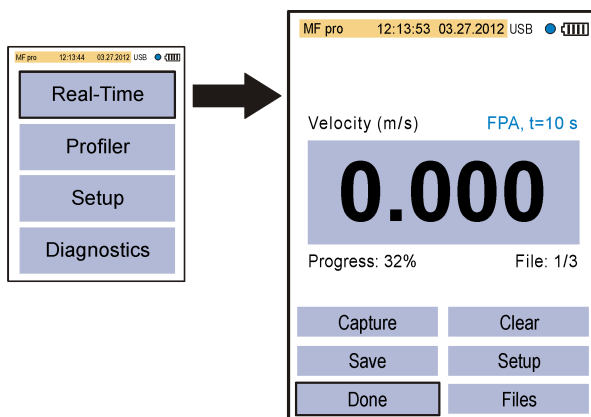 MF pro 12:13:44 03.27.2012 USB
Real-Time
Profiler
Setup
Diagnostics
MF pro 12:13:53 03.27.2012 USB
Velocity (m/s) FPA, t=10 s
0.000
Progress: 32% File: 1/3
Capture Clear
Save Setup
Done Files